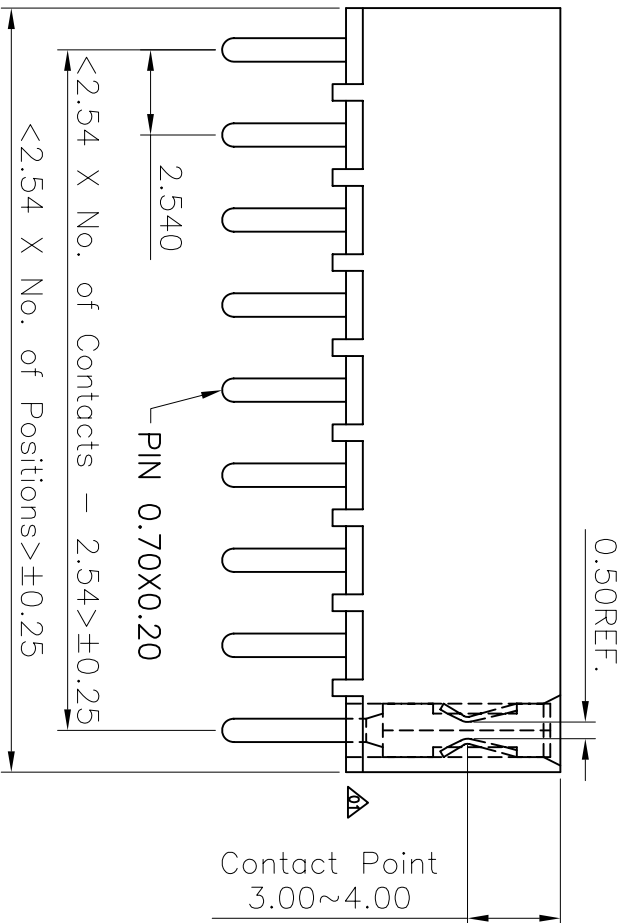 0.50REF.
2.540
PIN 0.70X0.20
<2.54 X No. of Contacts - 2.54>±0.25
<2.54 X No. of Positions>±0.25
01
Contact Point
3.00~4.00